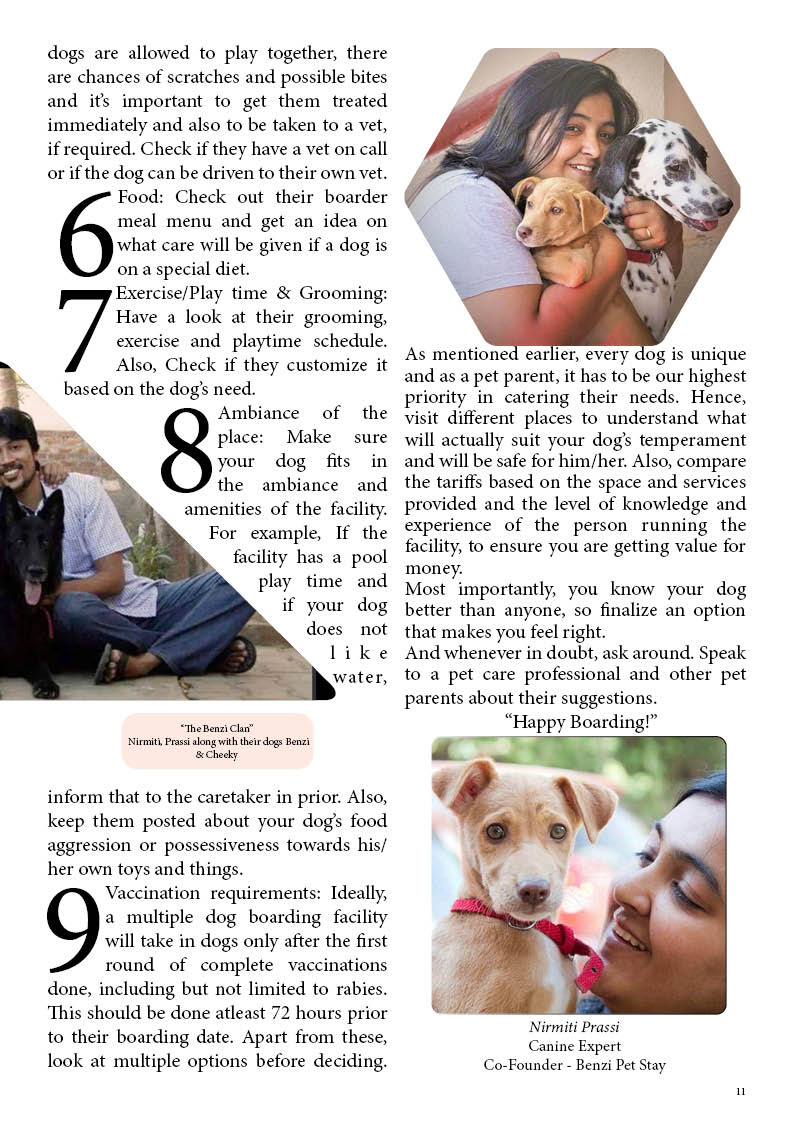 dogs are allowed to play together, there
are chances of scratches and possible bites
and it's important to get them treated
immediately and also to be taken to a vet,
if required. Check if they have a vet on call
or if the dog can be driven to their own vet.
6 Food: Check out their boarder
meal menu and get an idea on
what care will be given if a dog is
on a special diet.
7 Exercise/Play time & Grooming:
Have a look at their grooming,
exercise and playtime schedule.
Also, Check if they customize it
based on the dog's need.
8 Ambiance of the
place: Make sure
your dog fits in
the ambiance and
amenities of the facility.
For example, If the
facility has a pool
play time and
if your dog
does not
like
water,
"The Benzi Clan"
Nirmiti, Prassi along with their dogs Benzi
& Cheeky
inform that to the caretaker in prior. Also,
keep them posted about your dog's food
aggression or possessiveness towards his/
her own toys and things.
9 Vaccination requirements: Ideally,
a multiple dog boarding facility
will take in dogs only after the first
round of complete vaccinations
done, including but not limited to rabies.
This should be done atleast 72 hours prior
to their boarding date. Apart from these,
look at multiple options before deciding.
As mentioned earlier, every dog is unique
and as a pet parent, it has to be our highest
priority in catering their needs. Hence,
visit different places to understand what
will actually suit your dog's temperament
and will be safe for him/her. Also, compare
the tariffs based on the space and services
provided and the level of knowledge and
experience of the person running the
facility, to ensure you are getting value for
money.
Most importantly, you know your dog
better than anyone, so finalize an option
that makes you feel right.
And whenever in doubt, ask around. Speak
to a pet care professional and other pet
parents about their suggestions.
"Happy Boarding!"
Nirmiti Prassi
Canine Expert
Co-Founder - Benzi Pet Stay
11